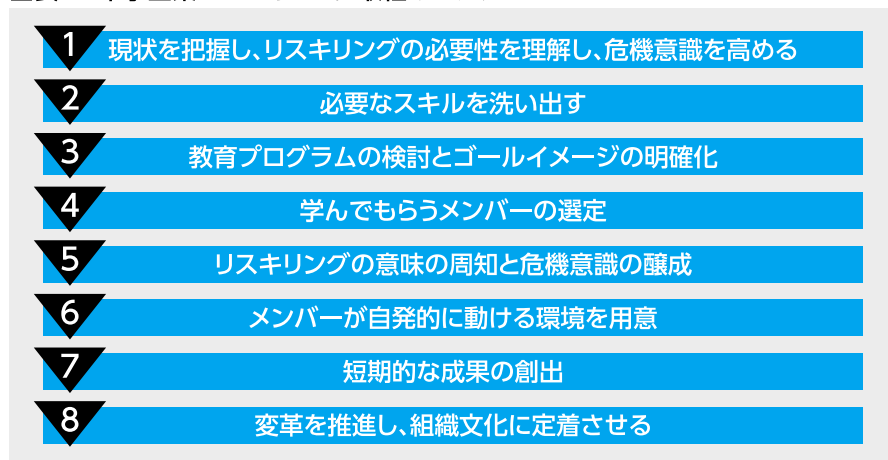 1 現状を把握し、リスキリングの必要性を理解し、危機意識を高める
2 必要なスキルを洗い出す
3 教育プログラムの検討とゴールイメージの明確化
4 学んでもらうメンバーの選定
5 リスキリングの意味の周知と危機意識の醸成
6 メンバーが自発的に動ける環境を用意
7 短期的な成果の創出
8 変革を推進し、組織文化に定着させる